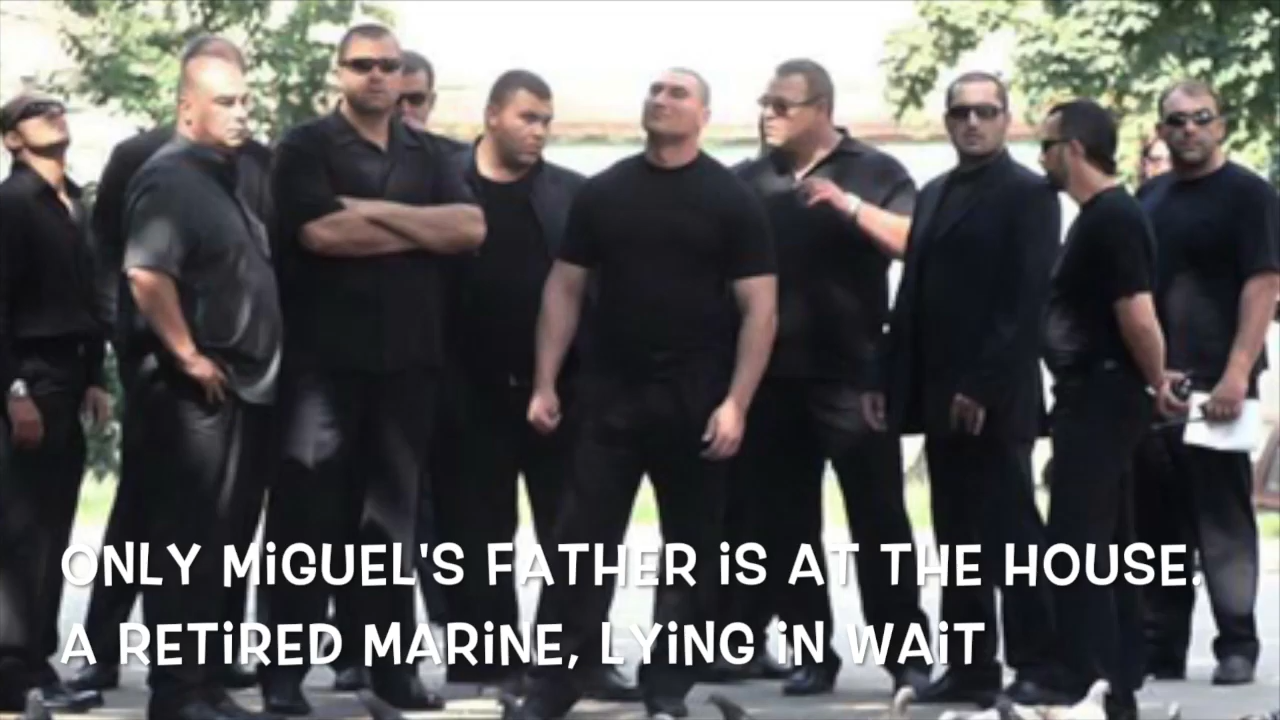 ONLY MiGUEL'S FATHER iS AT THE HOUSE.
A RETiRED MARiNE, LYiNG iN WAiT